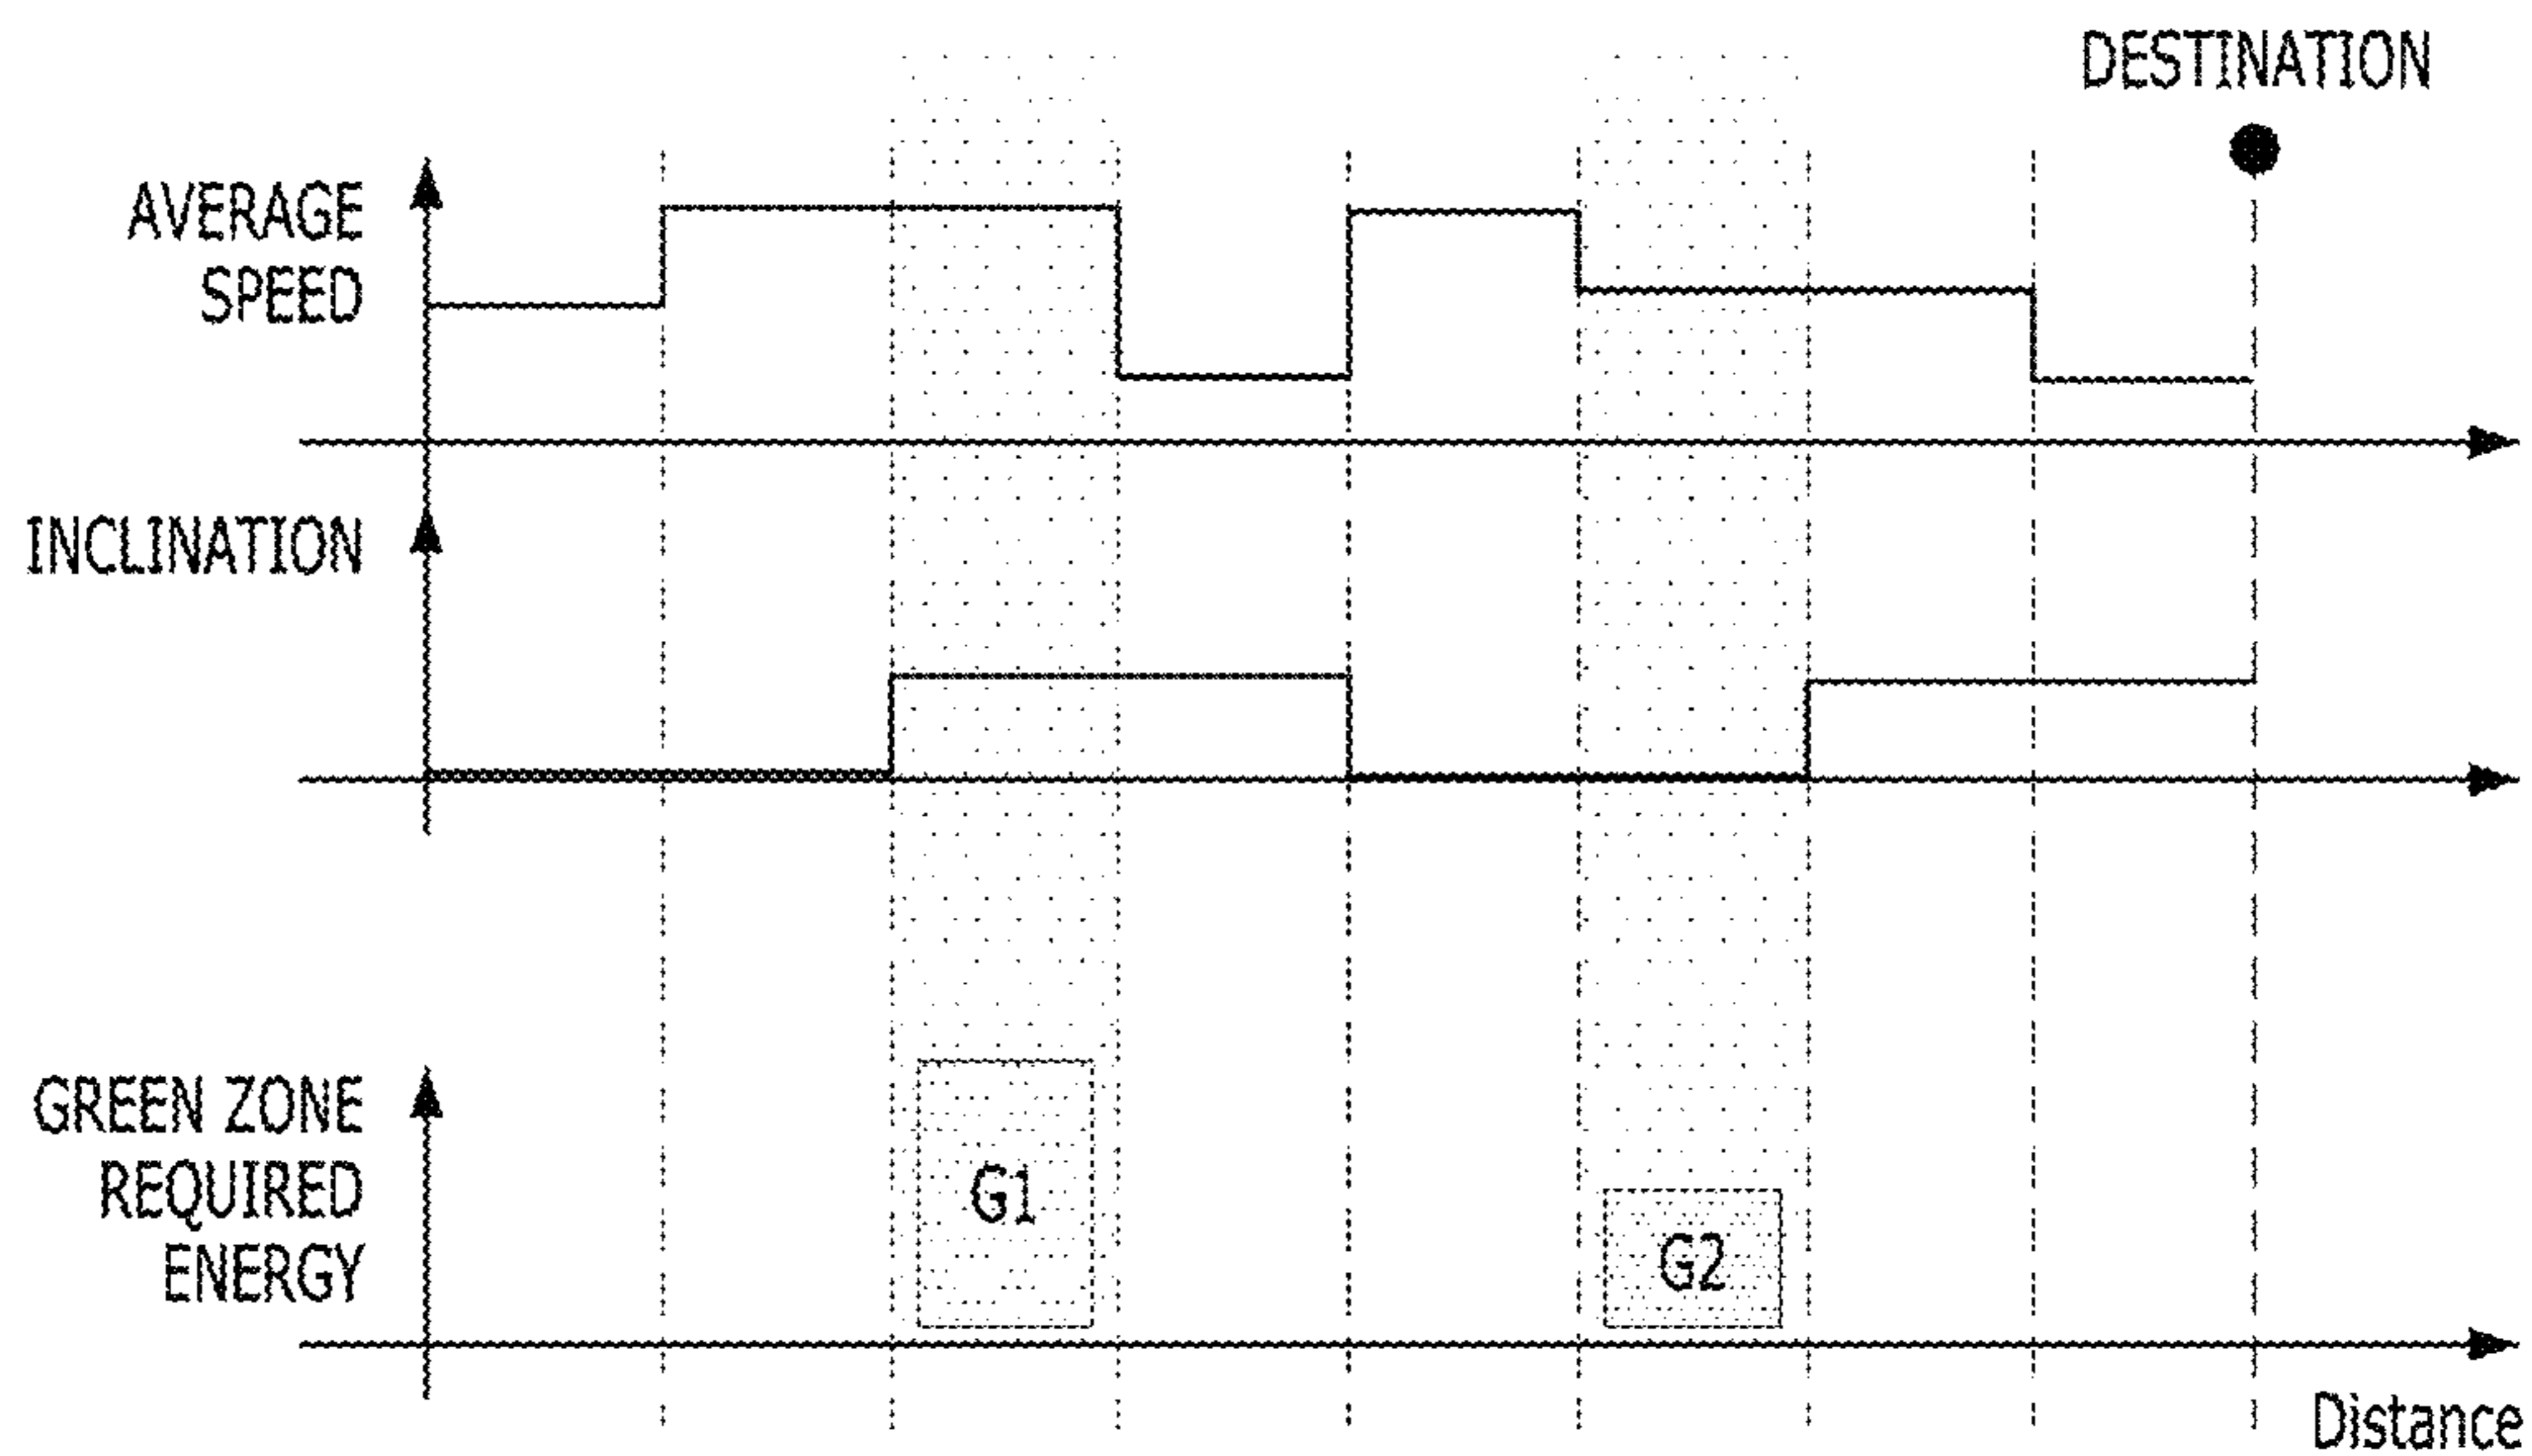 DESTINATION
AVERAGE
SPEED
INCLINATION
GREEN ZONE
REQUIRED
ENERGY
G1
G2
Distance